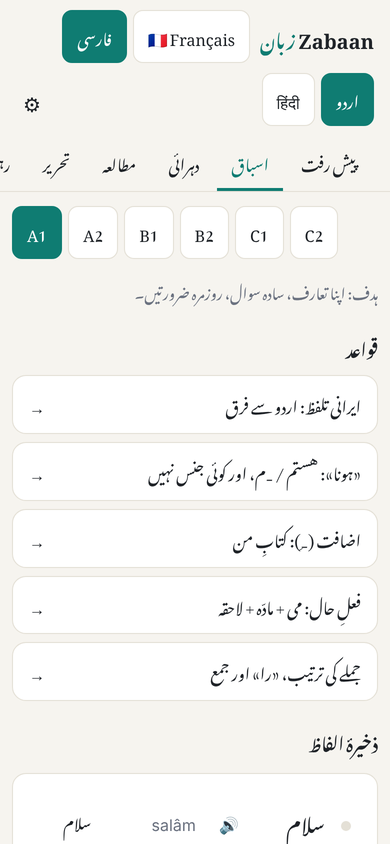 Zabaan زبان 🇫🇷 Français فارسی
اردو हिंदी ⚙
پیش رفت اسباق دہرائی مطالعہ تحریر
A1 A2 B1 B2 C1 C2
ہدف: اپنا تعارف، سادہ سوال، روزمرہ ضرورتیں۔
قواعد
ایرانی تلفظ: اردو سے فرق →
«ہونا»: هستم / ـم، اور کوئی جنس نہیں →
اضافت (ـِ): کتابِ من →
فعلِ حال: می + مادّہ + لاحقہ →
جملے کی ترتیب، «را» اور جمع →
ذخیرۂ الفاظ
سلام 🔊 salâm سلام